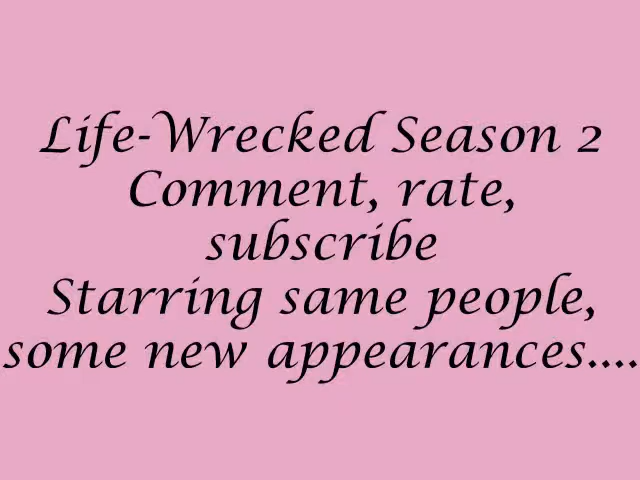 Life-Wrecked Season 2
Comment, rate,
subscribe
Starring same people,
some new appearances....